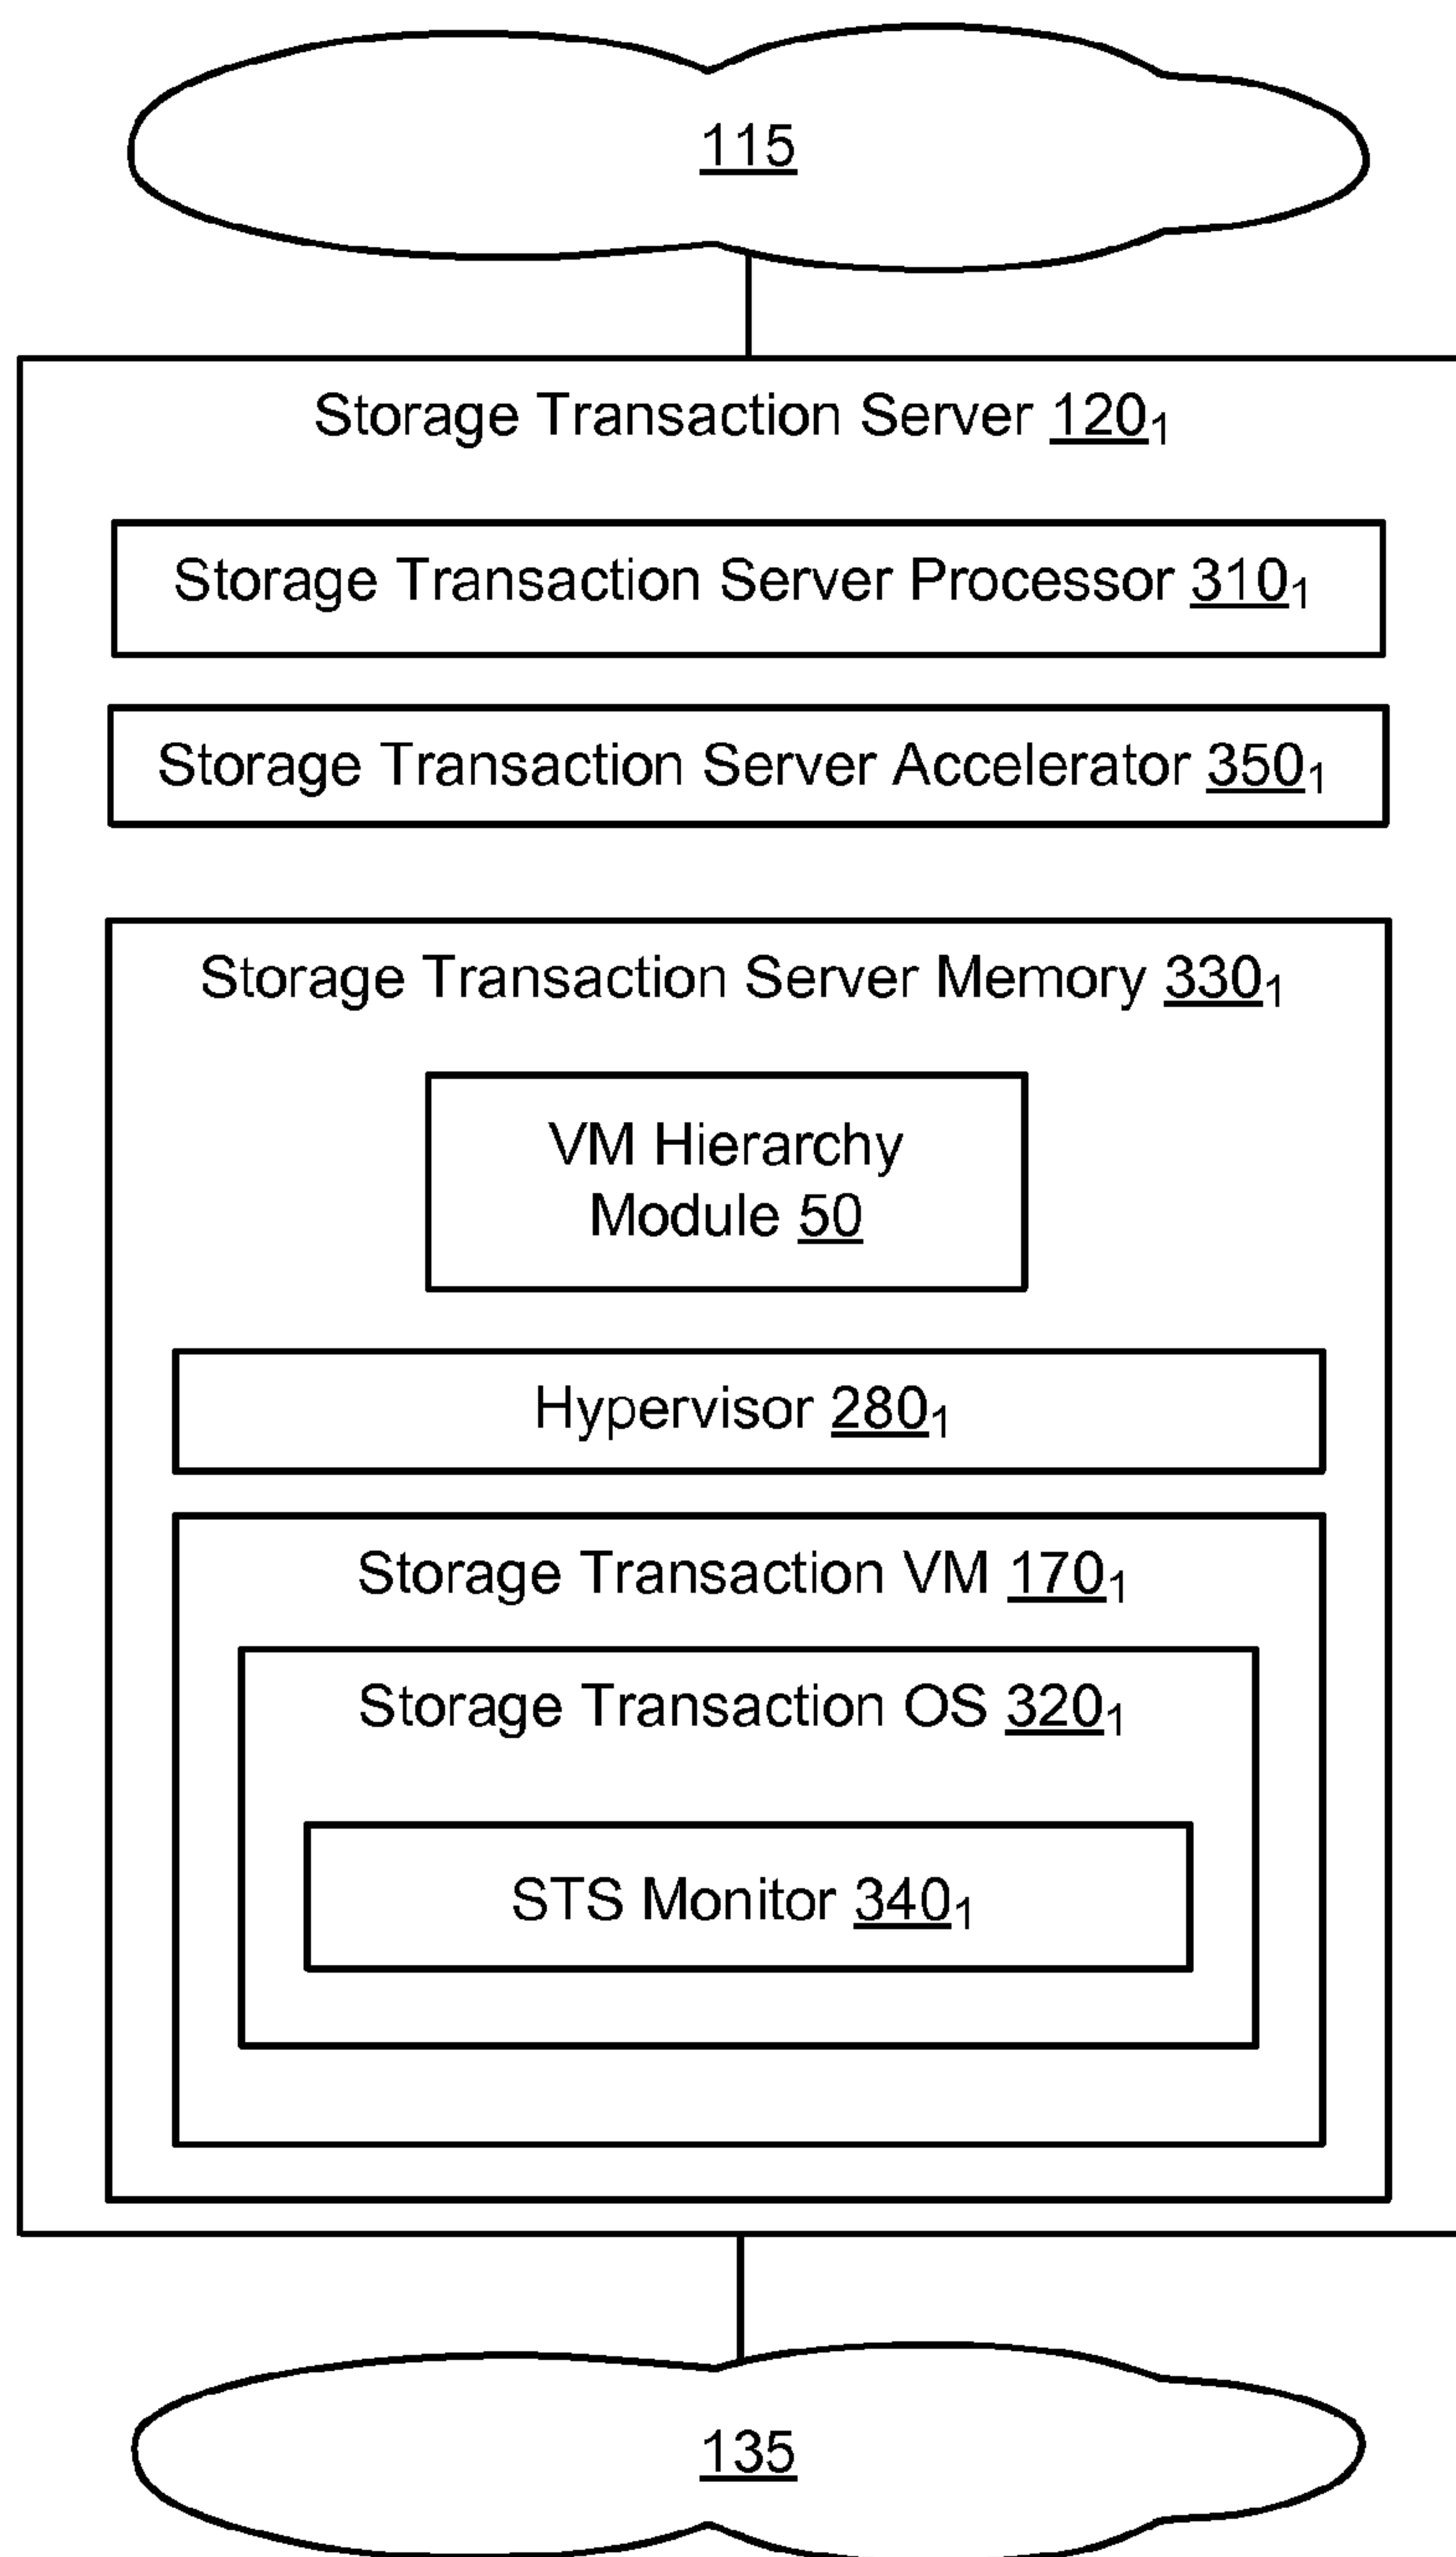 115
Storage Transaction Server 120₁
Storage Transaction Server Processor 310₁
Storage Transaction Server Accelerator 350₁
Storage Transaction Server Memory 330₁
VM Hierarchy
Module 50
Hypervisor 280₁
Storage Transaction VM 170₁
Storage Transaction OS 320₁
STS Monitor 340₁
135